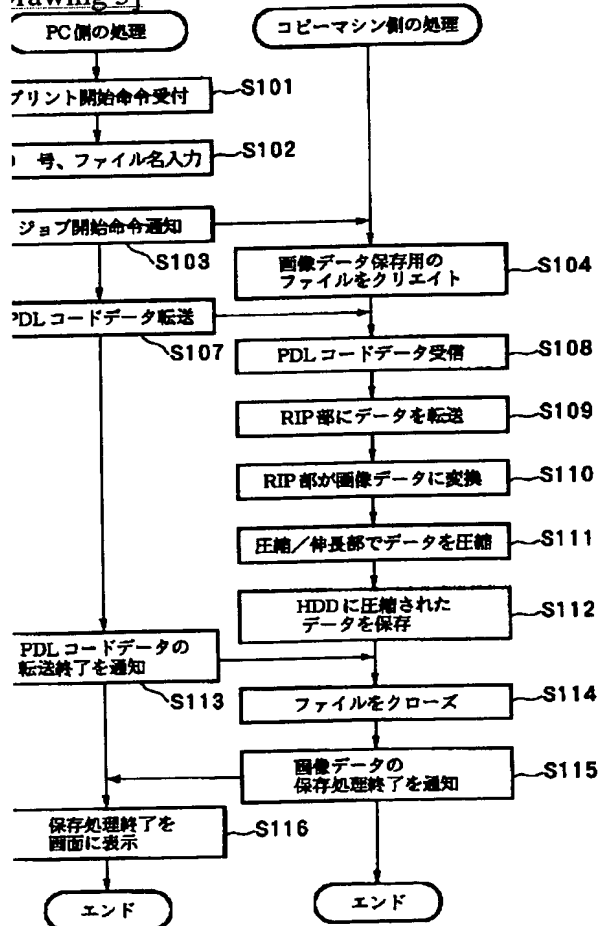 PC側の処理
コピーマシン側の処理
プリント開始命令受付
S101
号、ファイル名入力
S102
ジョブ開始命令通知
S103
画像データ保存用の
ファイルをクリエイト
S104
PDLコードデータ転送
S107
PDLコードデータ受信
S108
RIP部にデータを転送
S109
RIP部が画像データに変換
S110
圧縮/伸長部でデータを圧縮
S111
HDDに圧縮された
データを保存
S112
PDLコードデータの
転送終了を通知
S113
ファイルをクローズ
S114
画像データの
保存処理終了を通知
S115
保存処理終了を
画面に表示
S116
エンド
エンド